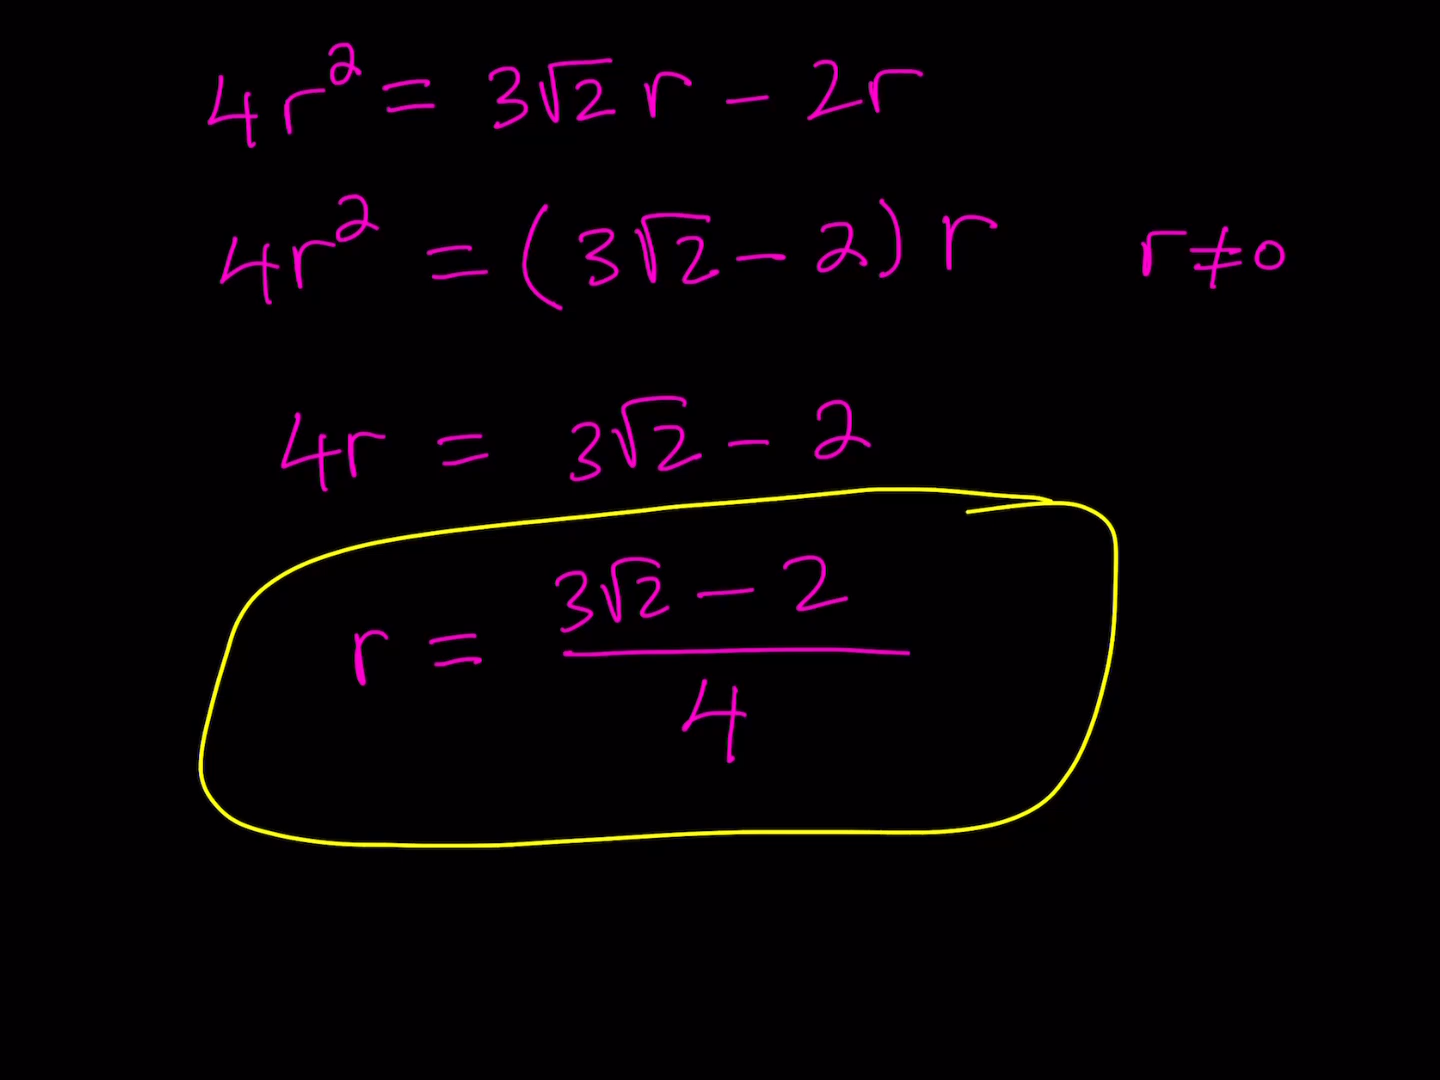 4r² = 3√2 r − 2r
4r² = (3√2 − 2) r    r ≠ 0
4r = 3√2 − 2
r = (3√2 − 2)/4